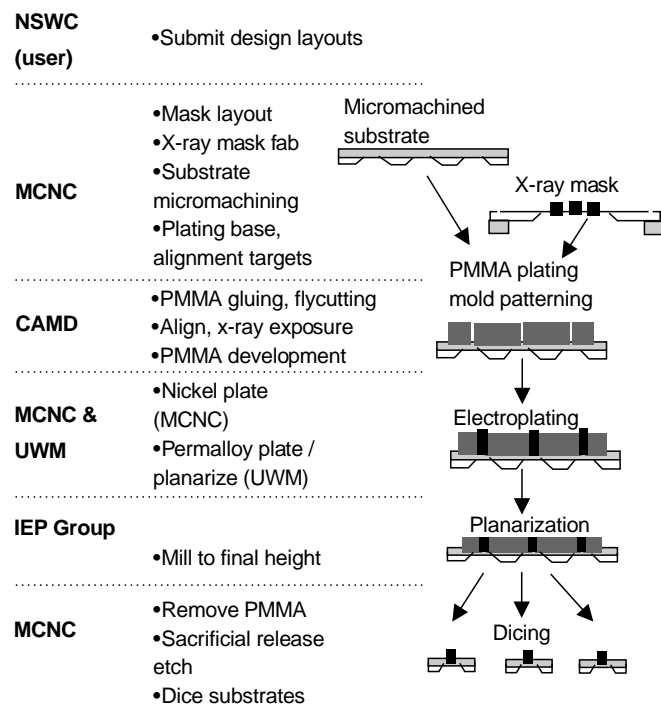 NSWC
(user)
•Submit design layouts
MCNC
•Mask layout
•X-ray mask fab
•Substrate
micromachining
•Plating base,
alignment targets
Micromachined
substrate
X-ray mask
PMMA plating
mold patterning
CAMD
•PMMA gluing, flycutting
•Align, x-ray exposure
•PMMA development
MCNC &
UWM
•Nickel plate
(MCNC)
•Permalloy plate /
planarize (UWM)
Electroplating
IEP Group
•Mill to final height
Planarization
MCNC
•Remove PMMA
•Sacrificial release
etch
•Dice substrates
Dicing